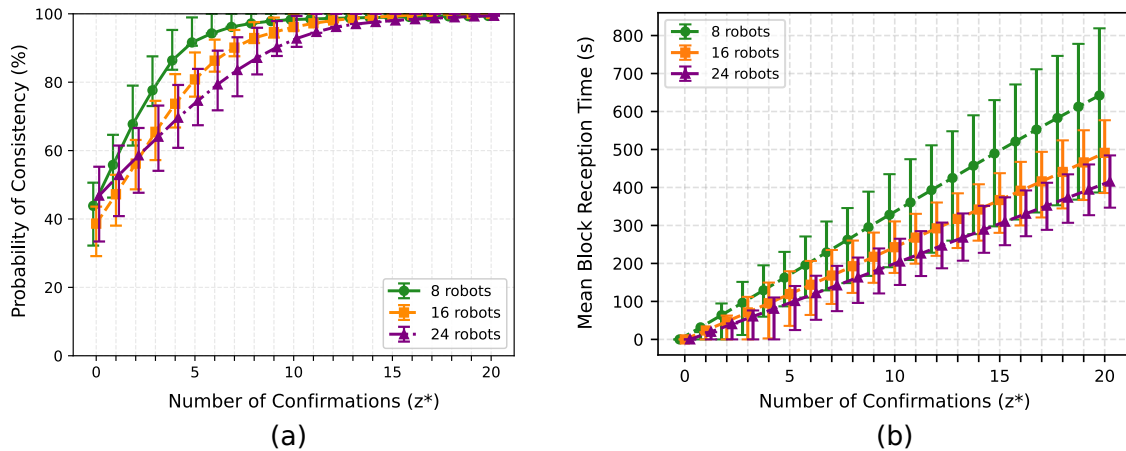 100
80
60
40
20
0
Probability of Consistency (%)
8 robots
16 robots
24 robots
0 5 10 15 20
Number of Confirmations (z*)
(a)
800
700
600
500
400
300
200
100
0
Mean Block Reception Time (s)
8 robots
16 robots
24 robots
0 5 10 15 20
Number of Confirmations (z*)
(b)